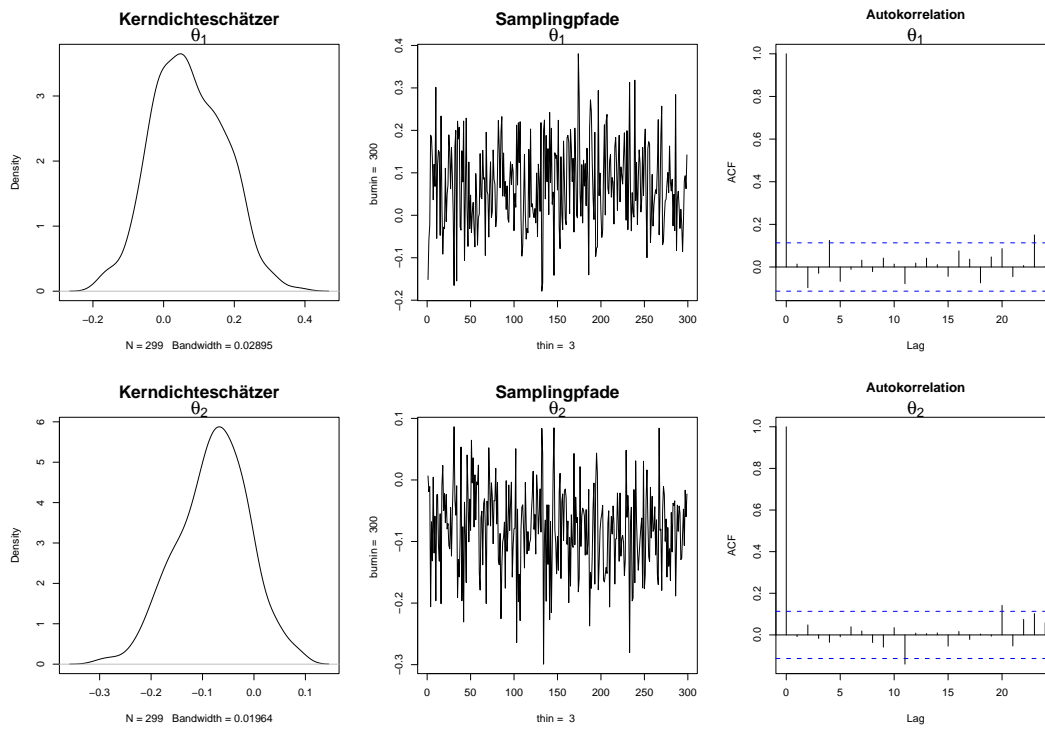 Kerndichteschätzer
θ1
Density
0
1
2
3
−0.2
0.0
0.2
0.4
N = 299 Bandwidth = 0.02895
Samplingpfade
θ1
burnin = 300
−0.2
−0.1
0.0
0.1
0.2
0.3
0.4
0
50
100
150
200
250
300
thin = 3
Autokorrelation
θ1
ACF
0.0
0.2
0.4
0.6
0.8
1.0
0
5
10
15
20
Lag
Kerndichteschätzer
θ2
Density
0
1
2
3
4
5
6
−0.3
−0.2
−0.1
0.0
0.1
N = 299 Bandwidth = 0.01964
Samplingpfade
θ2
burnin = 300
−0.3
−0.2
−0.1
0.0
0.1
0
50
100
150
200
250
300
thin = 3
Autokorrelation
θ2
ACF
0.0
0.2
0.4
0.6
0.8
1.0
0
5
10
15
20
Lag